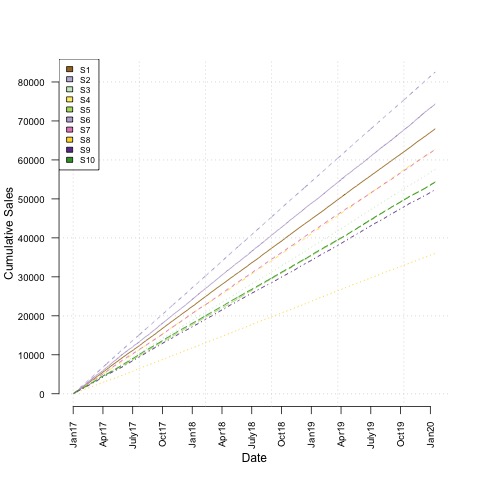 S1
S2
S3
S4
S5
S6
S7
S8
S9
S10
80000
70000
60000
50000
40000
30000
20000
10000
0
Cumulative Sales
Jan17 Apr17 July17 Oct17 Jan18 Apr18 July18 Oct18 Jan19 Apr19 July19 Oct19 Jan20
Date